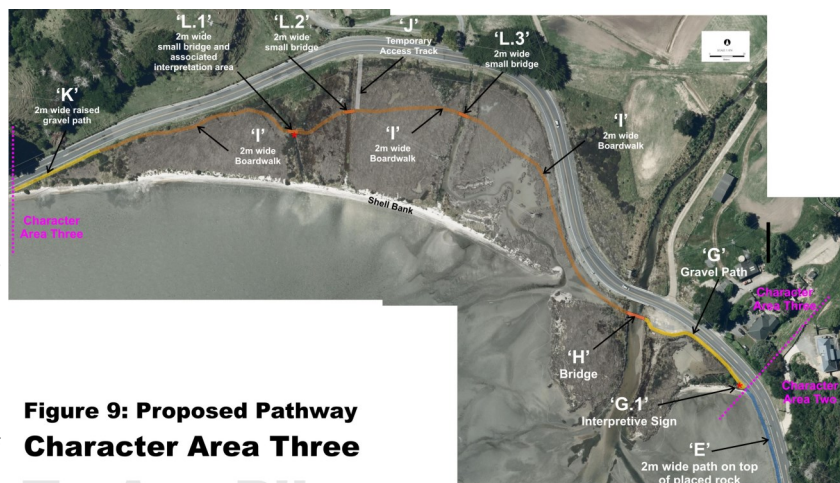 ‘L.1’
2m wide
small bridge and
associated
interpretation area
‘L.2’
2m wide
small bridge
‘J’
Temporary
Access Track
‘L.3’
2m wide
small bridge
‘K’
2m wide raised
gravel path
‘I’
2m wide
Boardwalk
‘I’
2m wide
Boardwalk
‘I’
2m wide
Boardwalk
Character
Area Three
Shell Bank
‘G’
Gravel Path
Character
Area Three
‘H’
Bridge
‘G.1’
Interpretive Sign
Character
Area Two
‘E’
2m wide path on top
of placed rock
Figure 9: Proposed Pathway
Character Area Three